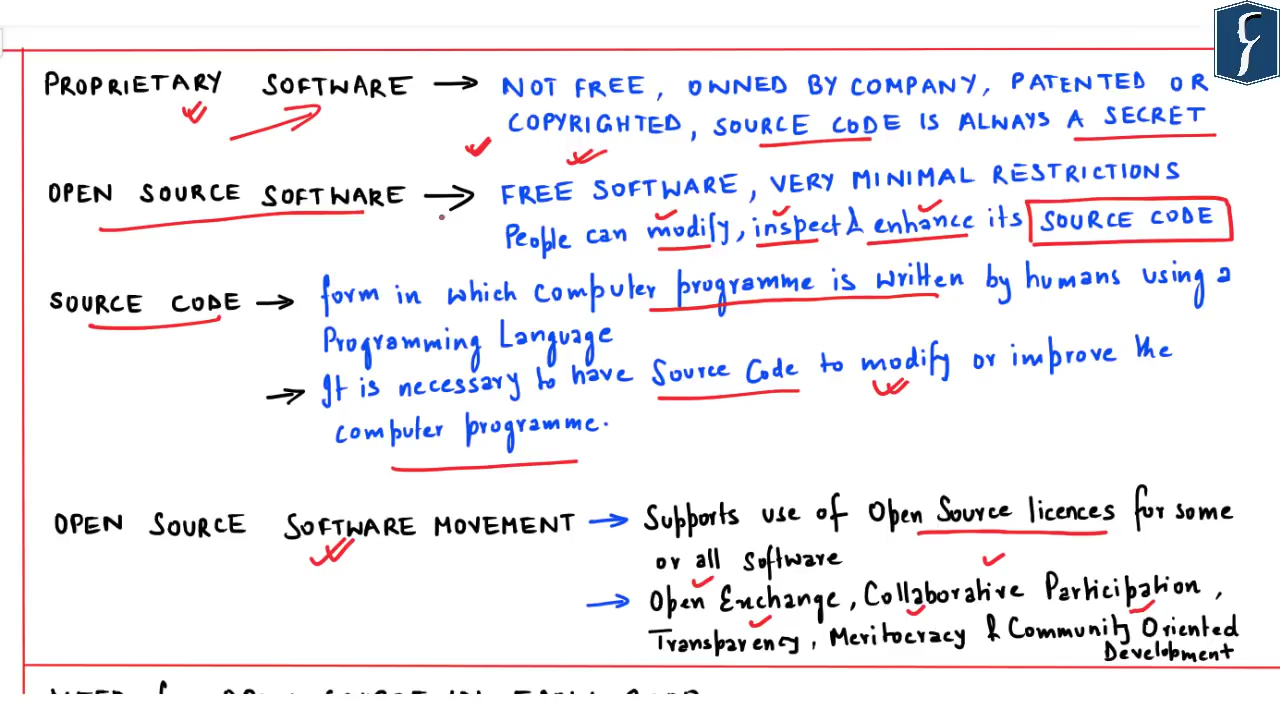 PROPRIETARY SOFTWARE → NOT FREE, OWNED BY COMPANY, PATENTED OR
COPYRIGHTED, SOURCE CODE IS ALWAYS A SECRET
OPEN SOURCE SOFTWARE → FREE SOFTWARE, VERY MINIMAL RESTRICTIONS
People can modify, inspect & enhance its SOURCE CODE
SOURCE CODE → form in which computer programme is written by humans using a
Programming Language
→ It is necessary to have Source Code to modify or improve the
computer programme.
OPEN SOURCE SOFTWARE MOVEMENT → Supports use of Open Source licences for some
or all software
→ Open Exchange, Collaborative Participation,
Transparency, Meritocracy & Community Oriented
Development